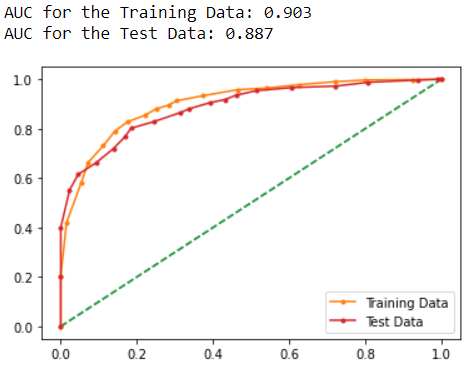 AUC for the Training Data: 0.903
AUC for the Test Data: 0.887
1.0
0.8
0.6
0.4
0.2
0.0
Training Data
Test Data
0.0 0.2 0.4 0.6 0.8 1.0